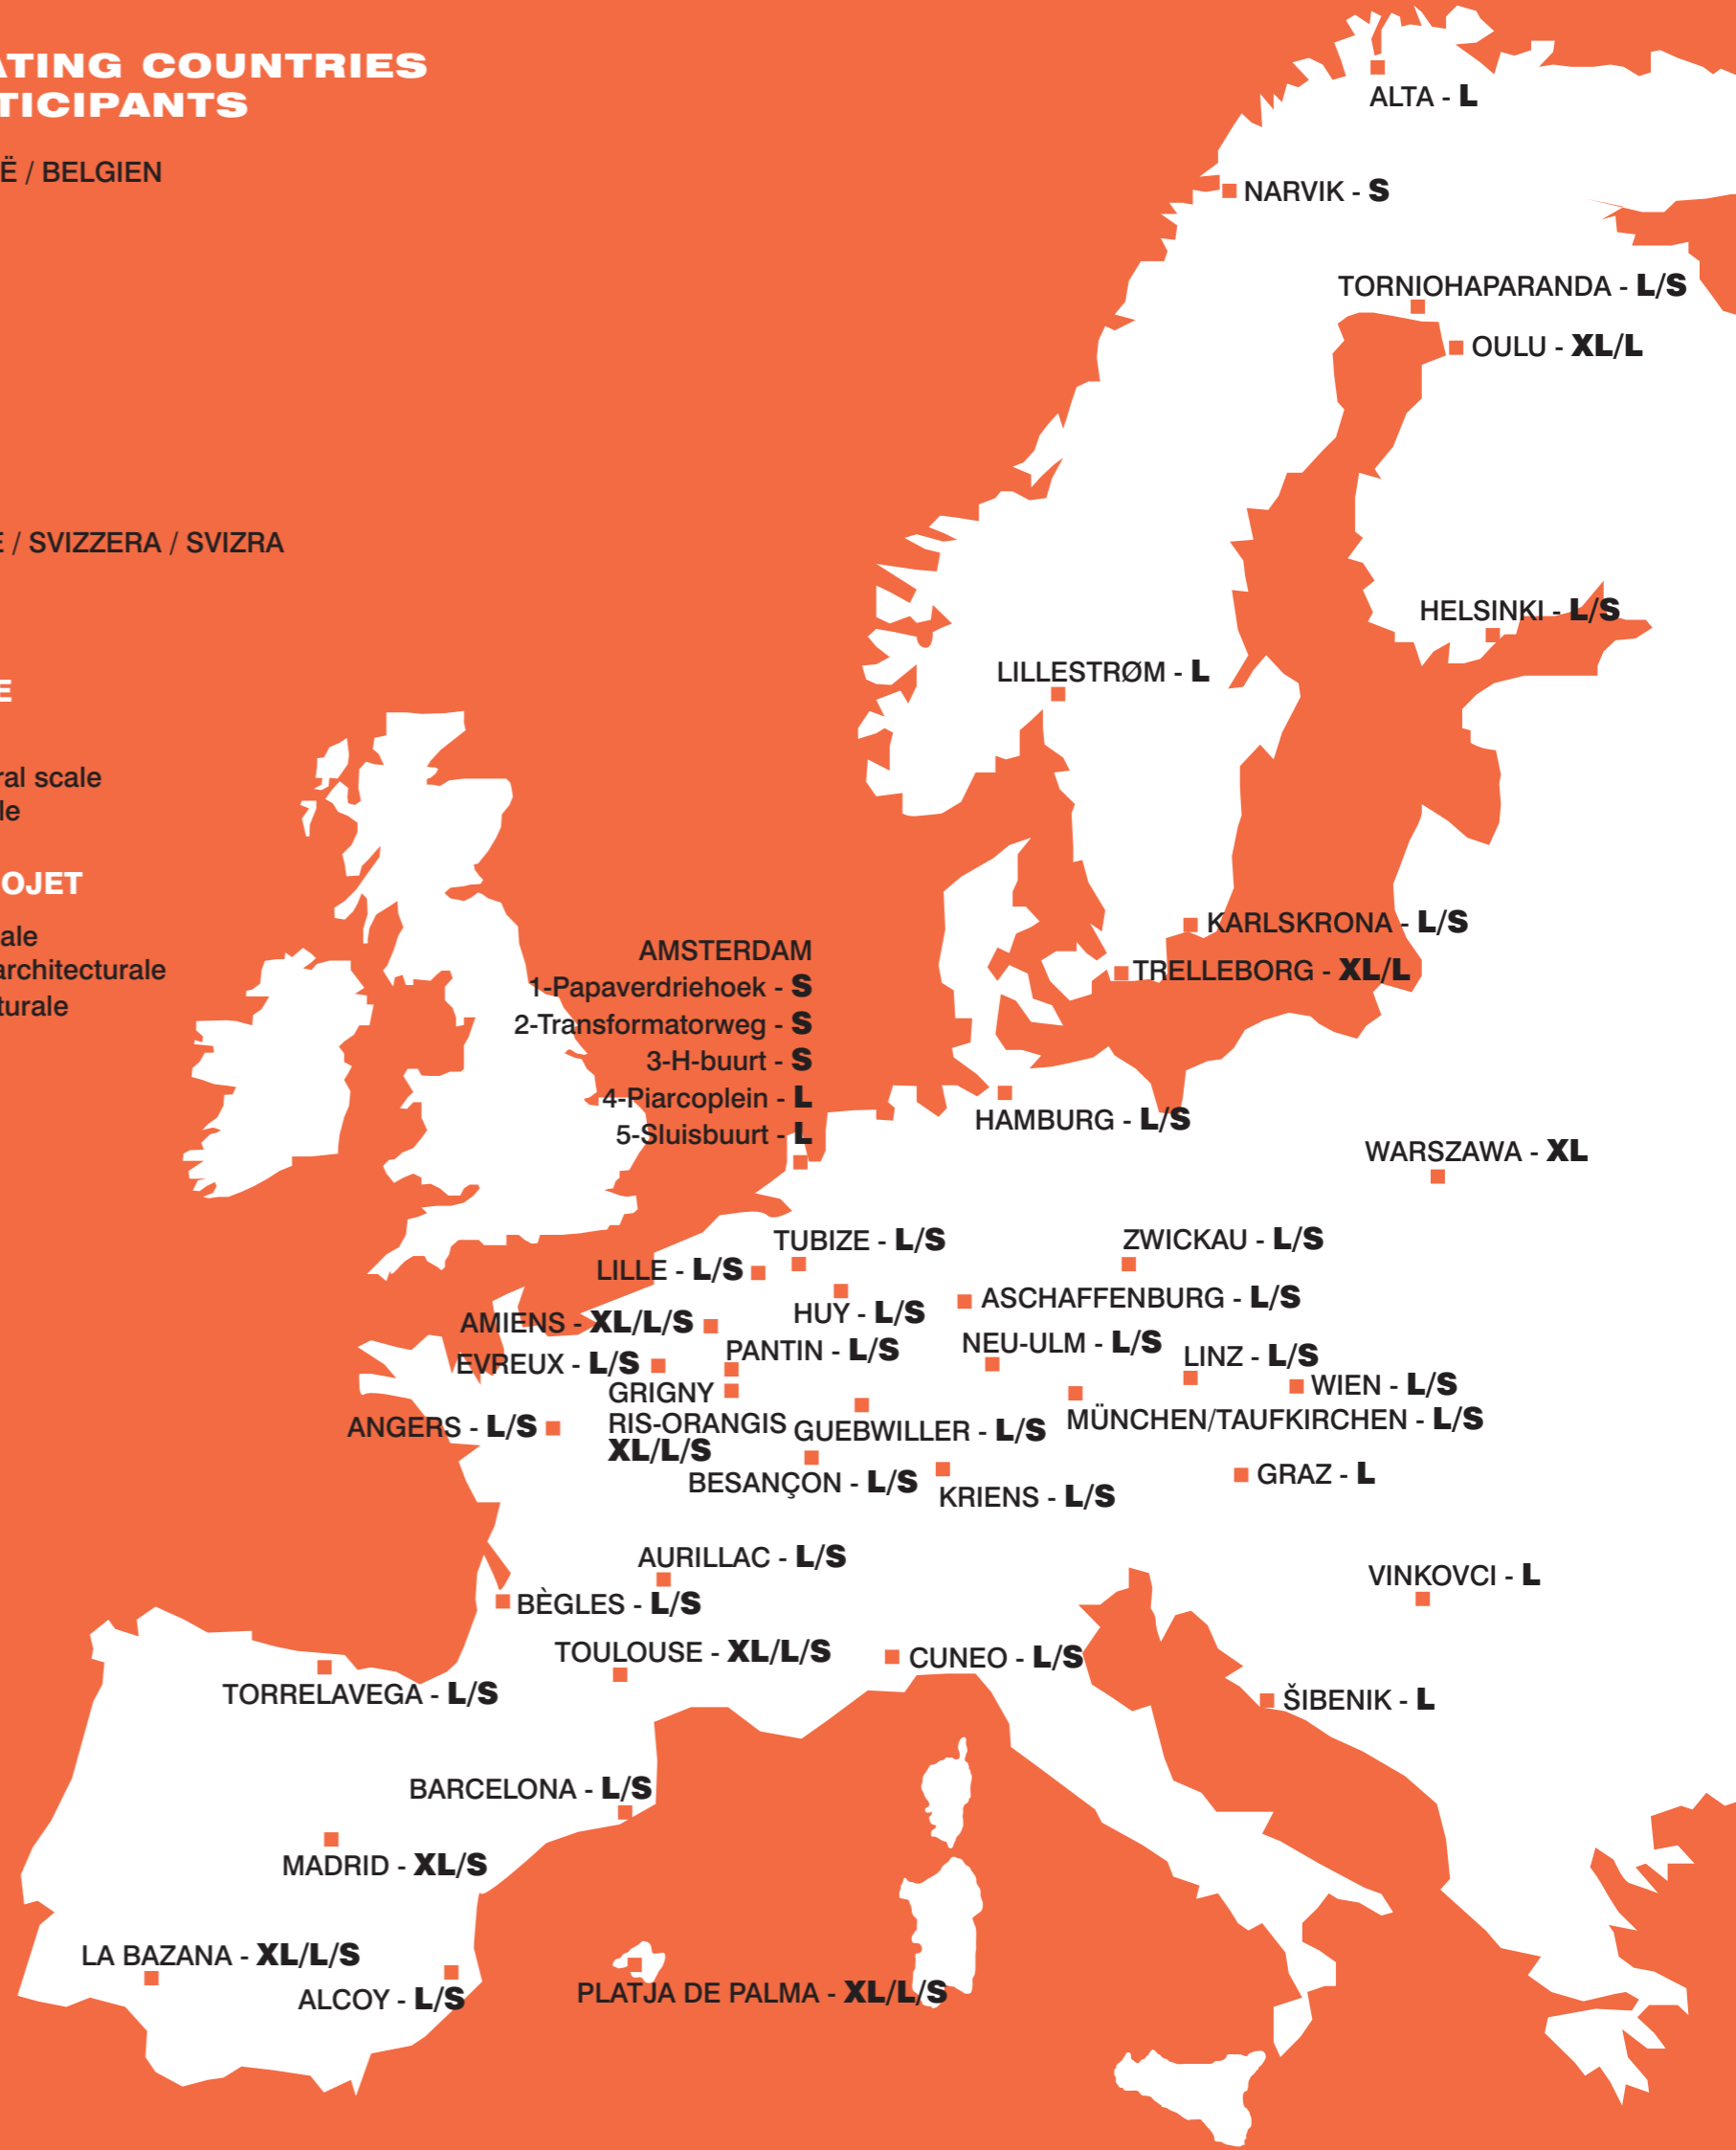 ATING COUNTRIES
TICIPANTS
Ë / BELGIEN
E / SVIZZERA / SVIZRA
E
ral scale
le
OJET
ale
architecturale
turale
ALTA - L
NARVIK - S
TORNIOHAPARANDA - L/S
OULU - XL/L
HELSINKI - L/S
LILLESTRØM - L
KARLSKRONA - L/S
TRELLEBORG - XL/L
AMSTERDAM
1-Papaverdriehoek - S
2-Transformatorweg - S
3-H-buurt - S
4-Piarcoplein - L
5-Sluisbuurt - L
HAMBURG - L/S
WARSZAWA - XL
TUBIZE - L/S
ZWICKAU - L/S
LILLE - L/S
HUY - L/S
ASCHAFFENBURG - L/S
AMIENS - XL/L/S
PANTIN - L/S
NEU-ULM - L/S
LINZ - L/S
EVREUX - L/S
WIEN - L/S
GRIGNY
RIS-ORANGIS
XL/L/S
ANGERS - L/S
GUEBWILLER - L/S
MÜNCHEN/TAUFKIRCHEN - L/S
BESANÇON - L/S
KRIENS - L/S
GRAZ - L
AURILLAC - L/S
VINKOVCI - L
BÈGLES - L/S
TOULOUSE - XL/L/S
CUNEO - L/S
TORRELAVEGA - L/S
ŠIBENIK - L
BARCELONA - L/S
MADRID - XL/S
LA BAZANA - XL/L/S
ALCOY - L/S
PLATJA DE PALMA - XL/L/S